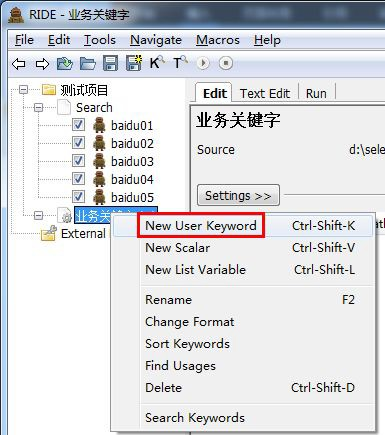 RIDE - 业务关键字
File Edit Tools Navigate Macros Help
测试项目
Search
baidu01
baidu02
baidu03
baidu04
baidu05
业务关键字
External
Edit Text Edit Run
业务关键字
Source d:\sele
Settings >>
New User Keyword Ctrl-Shift-K
New Scalar Ctrl-Shift-V
New List Variable Ctrl-Shift-L
Rename F2
Change Format
Sort Keywords
Find Usages
Delete Ctrl-Shift-D
Search Keywords